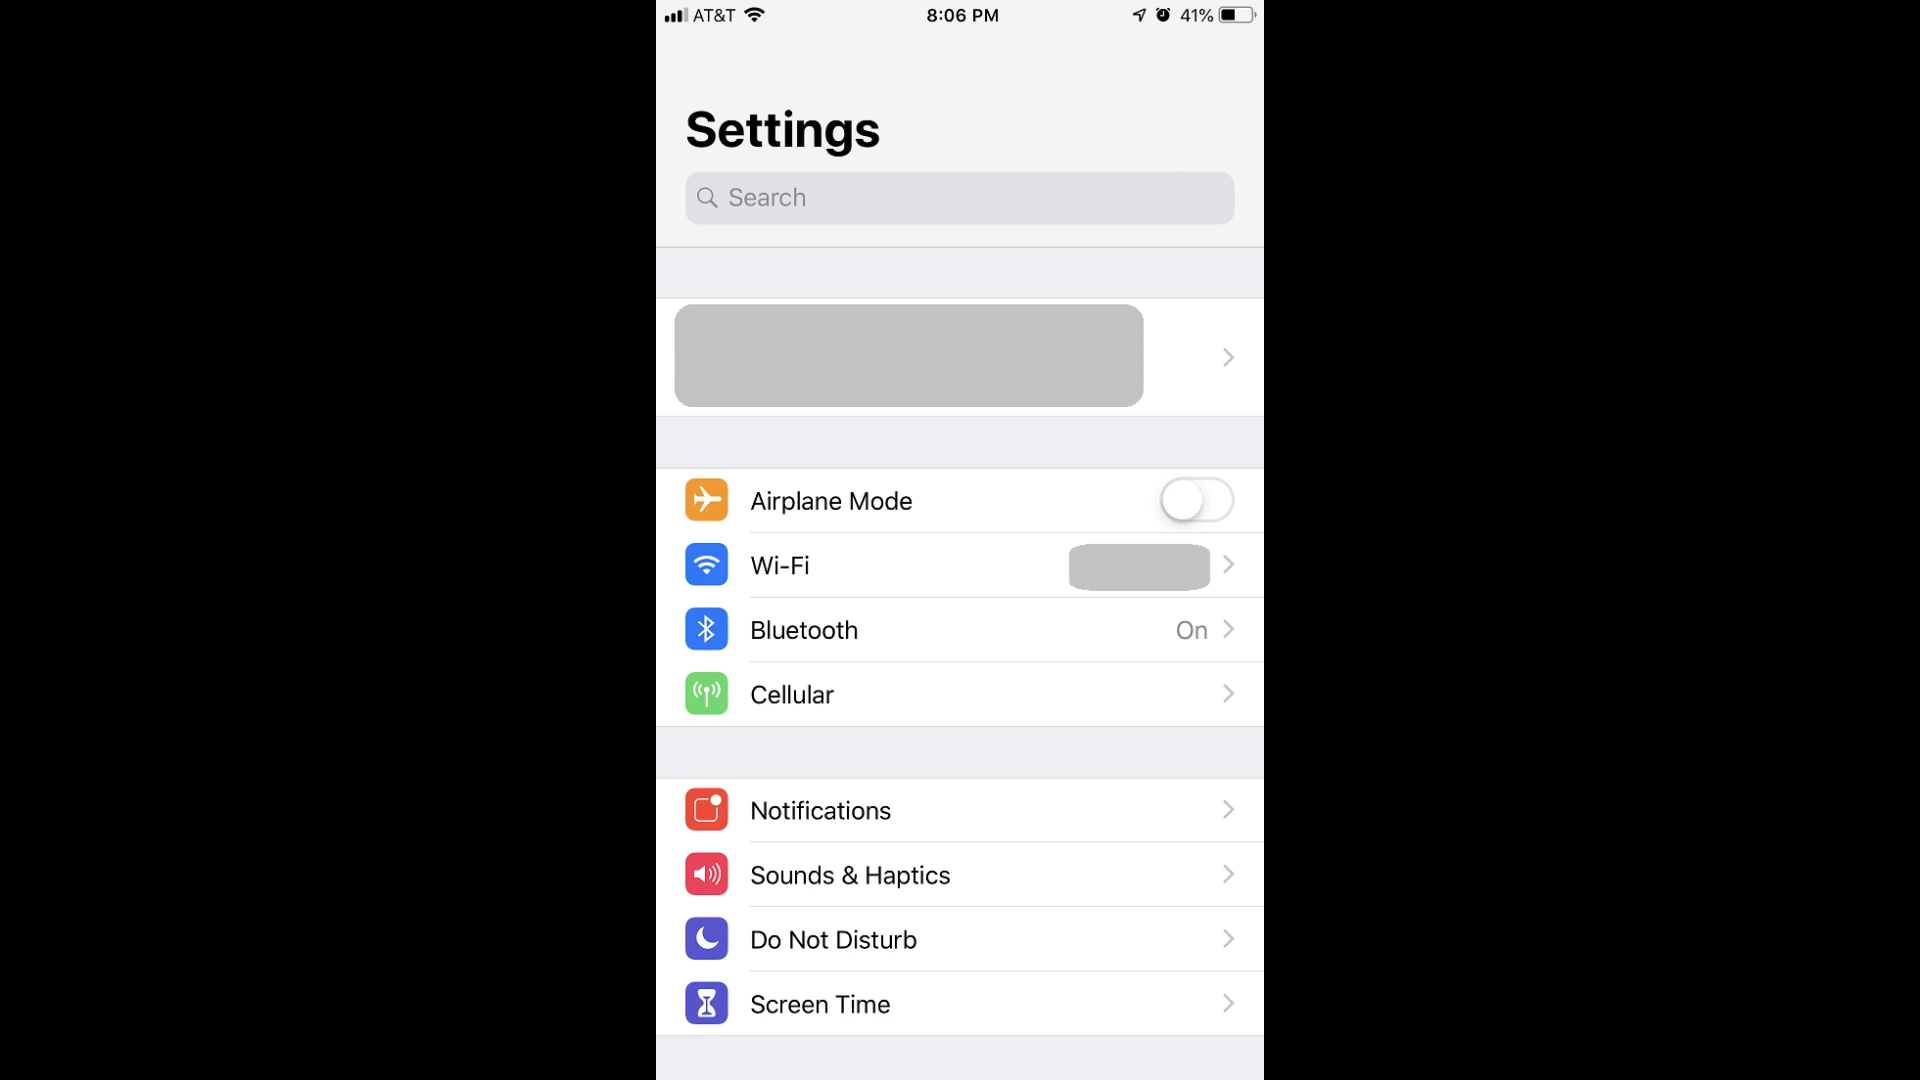 AT&T 8:06 PM 41%
Settings
Search
Airplane Mode
Wi-Fi
Bluetooth On
Cellular
Notifications
Sounds & Haptics
Do Not Disturb
Screen Time